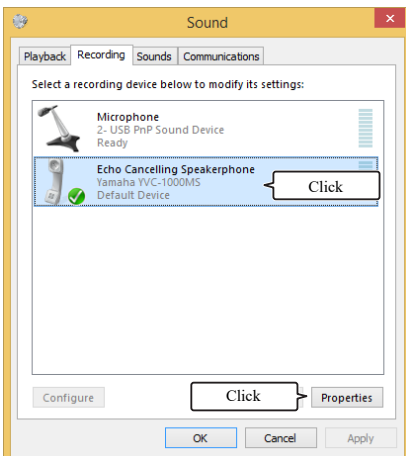 Sound
Playback Recording Sounds Communications
Select a recording device below to modify its settings:
Microphone
2- USB PnP Sound Device
Ready
Echo Cancelling Speakerphone
Yamaha YVC-1000MS
Default Device
Click
Configure
Click
Properties
OK Cancel Apply